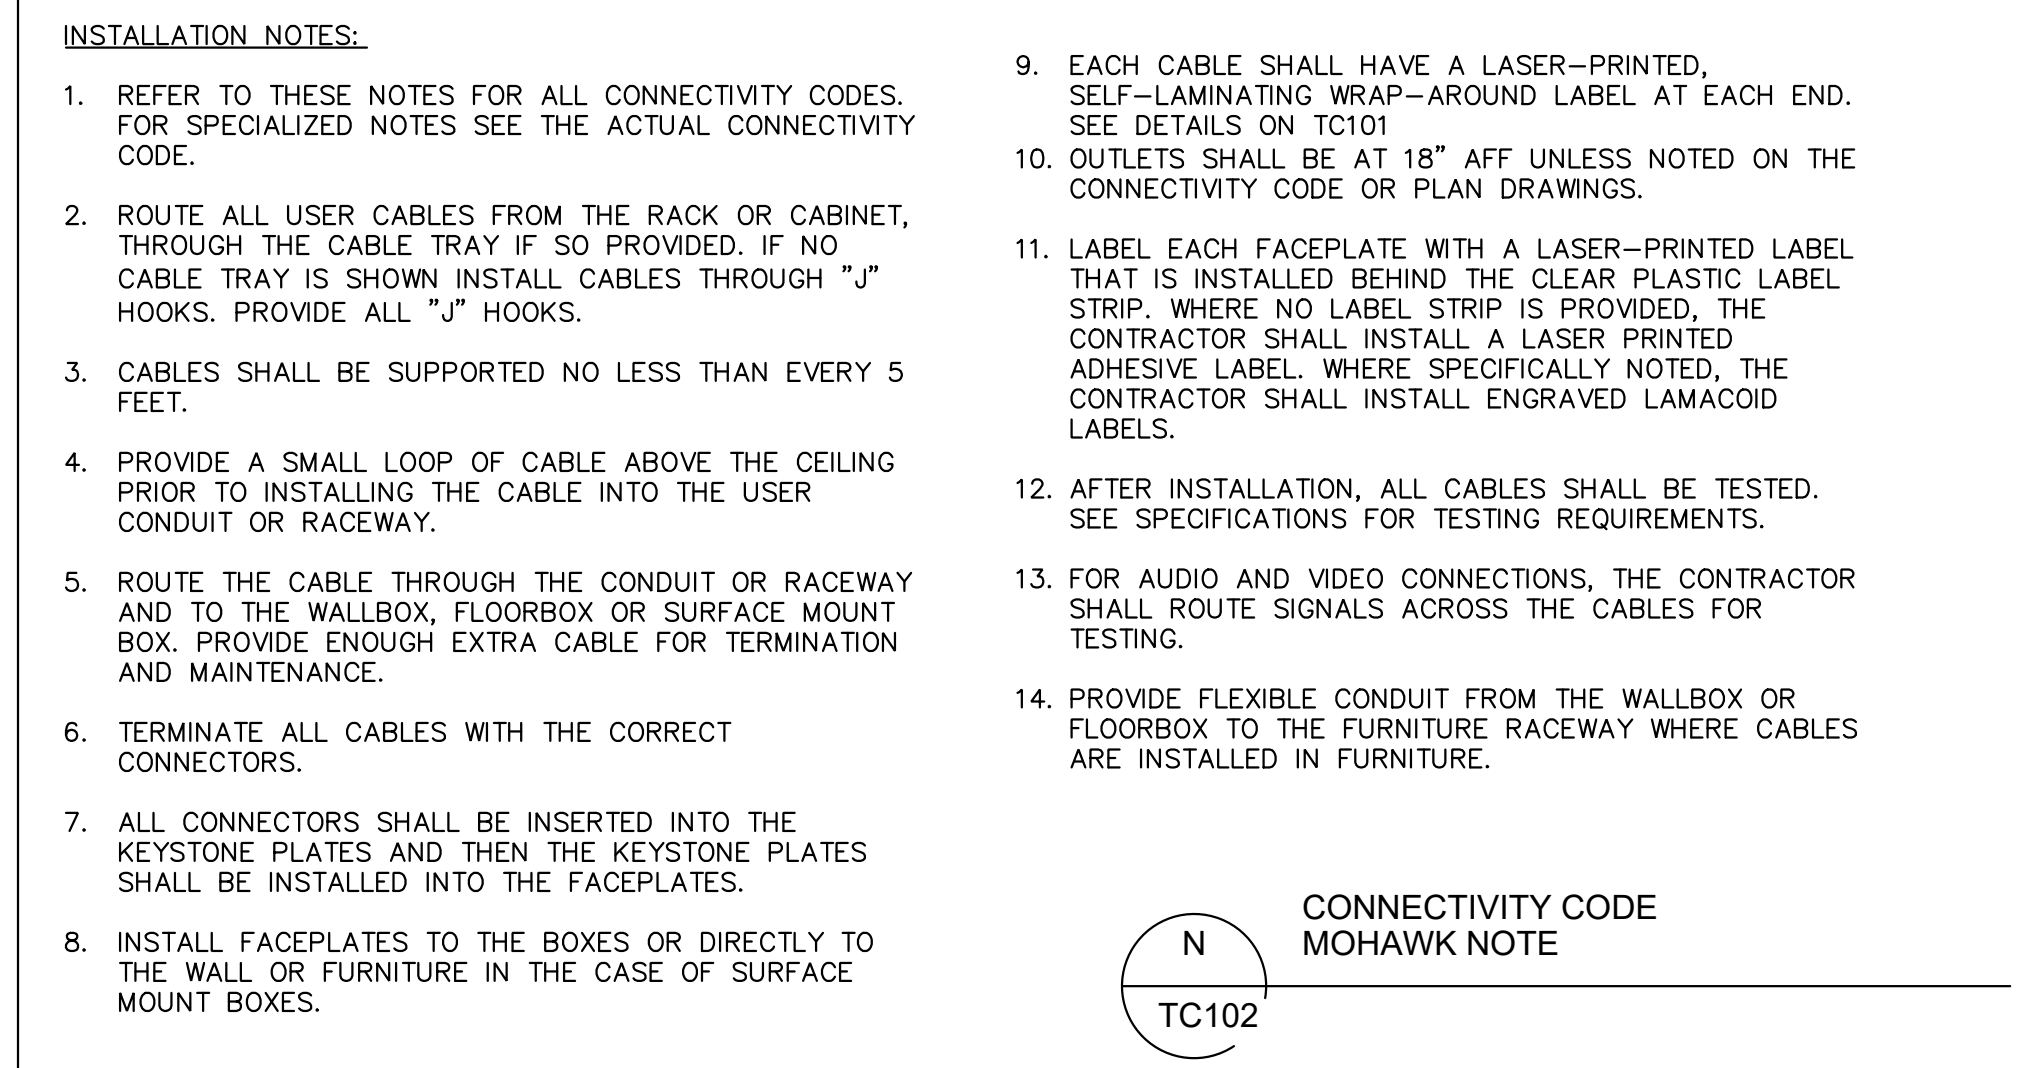 INSTALLATION NOTES:
1. REFER TO THESE NOTES FOR ALL CONNECTIVITY CODES.
FOR SPECIALIZED NOTES SEE THE ACTUAL CONNECTIVITY
CODE.
2. ROUTE ALL USER CABLES FROM THE RACK OR CABINET,
THROUGH THE CABLE TRAY IF SO PROVIDED. IF NO
CABLE TRAY IS SHOWN INSTALL CABLES THROUGH "J"
HOOKS. PROVIDE ALL "J" HOOKS.
3. CABLES SHALL BE SUPPORTED NO LESS THAN EVERY 5
FEET.
4. PROVIDE A SMALL LOOP OF CABLE ABOVE THE CEILING
PRIOR TO INSTALLING THE CABLE INTO THE USER
CONDUIT OR RACEWAY.
5. ROUTE THE CABLE THROUGH THE CONDUIT OR RACEWAY
AND TO THE WALLBOX, FLOORBOX OR SURFACE MOUNT
BOX. PROVIDE ENOUGH EXTRA CABLE FOR TERMINATION
AND MAINTENANCE.
6. TERMINATE ALL CABLES WITH THE CORRECT
CONNECTORS.
7. ALL CONNECTORS SHALL BE INSERTED INTO THE
KEYSTONE PLATES AND THEN THE KEYSTONE PLATES
SHALL BE INSTALLED INTO THE FACEPLATES.
8. INSTALL FACEPLATES TO THE BOXES OR DIRECTLY TO
THE WALL OR FURNITURE IN THE CASE OF SURFACE
MOUNT BOXES.
9. EACH CABLE SHALL HAVE A LASER-PRINTED,
SELF-LAMINATING WRAP-AROUND LABEL AT EACH END.
SEE DETAILS ON TC101
10. OUTLETS SHALL BE AT 18" AFF UNLESS NOTED ON THE
CONNECTIVITY CODE OR PLAN DRAWINGS.
11. LABEL EACH FACEPLATE WITH A LASER-PRINTED LABEL
THAT IS INSTALLED BEHIND THE CLEAR PLASTIC LABEL
STRIP. WHERE NO LABEL STRIP IS PROVIDED, THE
CONTRACTOR SHALL INSTALL A LASER PRINTED
ADHESIVE LABEL. WHERE SPECIFICALLY NOTED, THE
CONTRACTOR SHALL INSTALL ENGRAVED LAMACOID
LABELS.
12. AFTER INSTALLATION, ALL CABLES SHALL BE TESTED.
SEE SPECIFICATIONS FOR TESTING REQUIREMENTS.
13. FOR AUDIO AND VIDEO CONNECTIONS, THE CONTRACTOR
SHALL ROUTE SIGNALS ACROSS THE CABLES FOR
TESTING.
14. PROVIDE FLEXIBLE CONDUIT FROM THE WALLBOX OR
FLOORBOX TO THE FURNITURE RACEWAY WHERE CABLES
ARE INSTALLED IN FURNITURE.
CONNECTIVITY CODE
MOHAWK NOTE
N
TC102